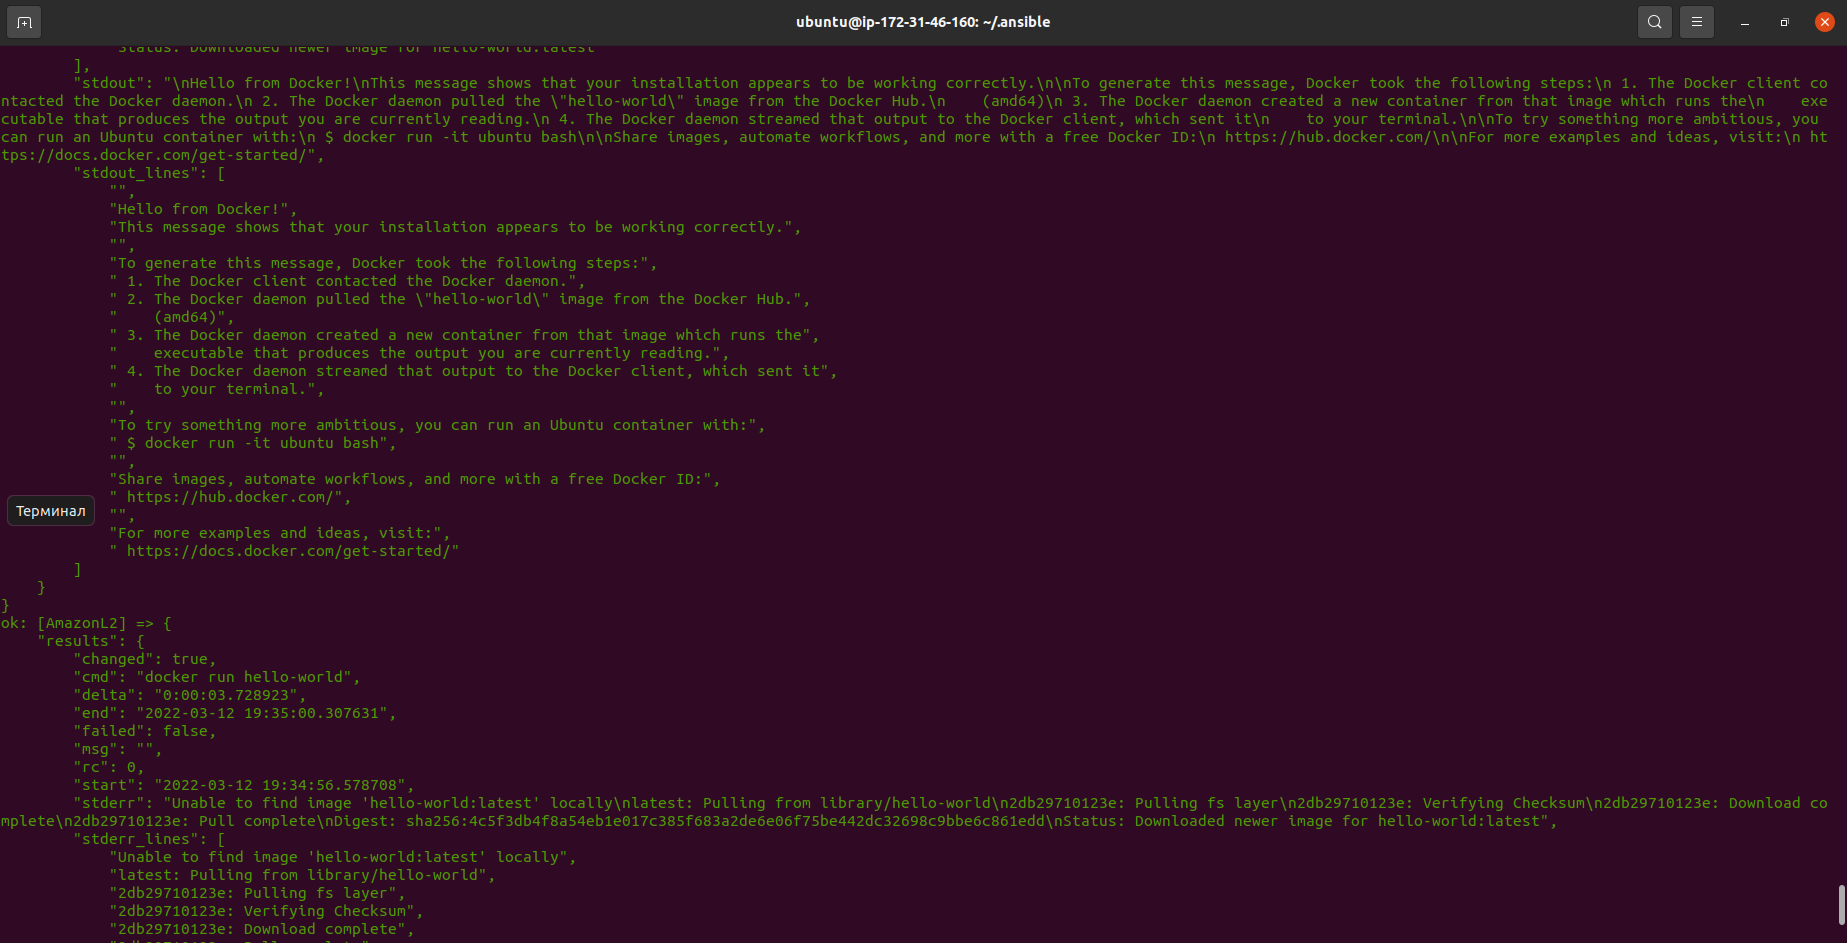 ubuntu@ip-172-31-46-160: ~/.ansible
"Status: Downloaded newer image for hello-world:latest"
],
"stdout": "\nHello from Docker!\nThis message shows that your installation appears to be working correctly.\n\nTo generate this message, Docker took the following steps:\n 1. The Docker client co
ntacted the Docker daemon.\n 2. The Docker daemon pulled the \"hello-world\" image from the Docker Hub.\n    (amd64)\n 3. The Docker daemon created a new container from that image which runs the\n    exe
cutable that produces the output you are currently reading.\n 4. The Docker daemon streamed that output to the Docker client, which sent it\n    to your terminal.\n\nTo try something more ambitious, you
can run an Ubuntu container with:\n $ docker run -it ubuntu bash\n\nShare images, automate workflows, and more with a free Docker ID:\n https://hub.docker.com/\n\nFor more examples and ideas, visit:\n ht
tps://docs.docker.com/get-started/",
"stdout_lines": [
"",
"Hello from Docker!",
"This message shows that your installation appears to be working correctly.",
"",
"To generate this message, Docker took the following steps:",
" 1. The Docker client contacted the Docker daemon.",
" 2. The Docker daemon pulled the \"hello-world\" image from the Docker Hub.",
"    (amd64)",
" 3. The Docker daemon created a new container from that image which runs the",
"    executable that produces the output you are currently reading.",
" 4. The Docker daemon streamed that output to the Docker client, which sent it",
"    to your terminal.",
"",
"To try something more ambitious, you can run an Ubuntu container with:",
" $ docker run -it ubuntu bash",
"",
"Share images, automate workflows, and more with a free Docker ID:",
" https://hub.docker.com/",
Терминал
"",
"For more examples and ideas, visit:",
" https://docs.docker.com/get-started/"
]
}
}
ok: [AmazonL2] => {
"results": {
"changed": true,
"cmd": "docker run hello-world",
"delta": "0:00:03.728923",
"end": "2022-03-12 19:35:00.307631",
"failed": false,
"msg": "",
"rc": 0,
"start": "2022-03-12 19:34:56.578708",
"stderr": "Unable to find image 'hello-world:latest' locally\nlatest: Pulling from library/hello-world\n2db29710123e: Pulling fs layer\n2db29710123e: Verifying Checksum\n2db29710123e: Download co
mplete\n2db29710123e: Pull complete\nDigest: sha256:4c5f3db4f8a54eb1e017c385f683a2de6e06f75be442dc32698c9bbe6c861edd\nStatus: Downloaded newer image for hello-world:latest",
"stderr_lines": [
"Unable to find image 'hello-world:latest' locally",
"latest: Pulling from library/hello-world",
"2db29710123e: Pulling fs layer",
"2db29710123e: Verifying Checksum",
"2db29710123e: Download complete",
"2db29710123e: Pull complete",